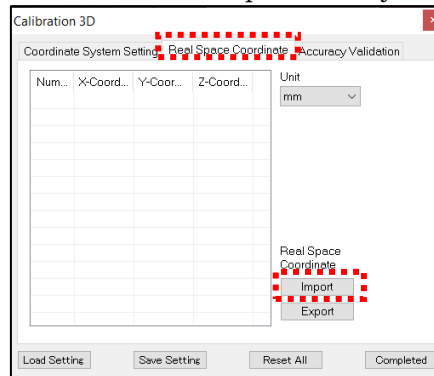 Calibration 3D
Coordinate System Setting Real Space Coordinate Accuracy Validation
Num... X-Coord... Y-Coor... Z-Coord...
Unit
mm
Real Space
Coordinate
Import
Export
Load Setting Save Setting Reset All Completed